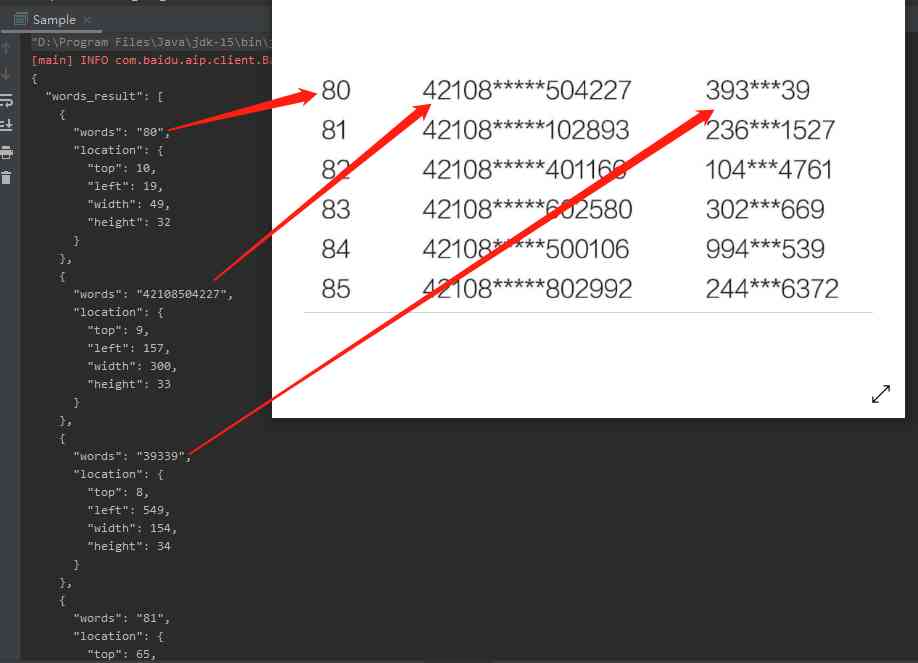 Sample
"D:\Program Files\Java\jdk-15\bin\j
[main] INFO com.baidu.aip.client.Ba
{
"words_result": [
{
"words": "80",
"location": {
"top": 10,
"left": 19,
"width": 49,
"height": 32
}
},
{
"words": "42108504227",
"location": {
"top": 9,
"left": 157,
"width": 300,
"height": 33
}
},
{
"words": "39339",
"location": {
"top": 8,
"left": 549,
"width": 154,
"height": 34
}
},
{
"words": "81",
"location": {
"top": 65,
80 42108*****504227 393***39
81 42108*****102893 236***1527
82 42108*****401166 104***4761
83 42108*****602580 302***669
84 42108*****500106 994***539
85 42108*****802992 244***6372